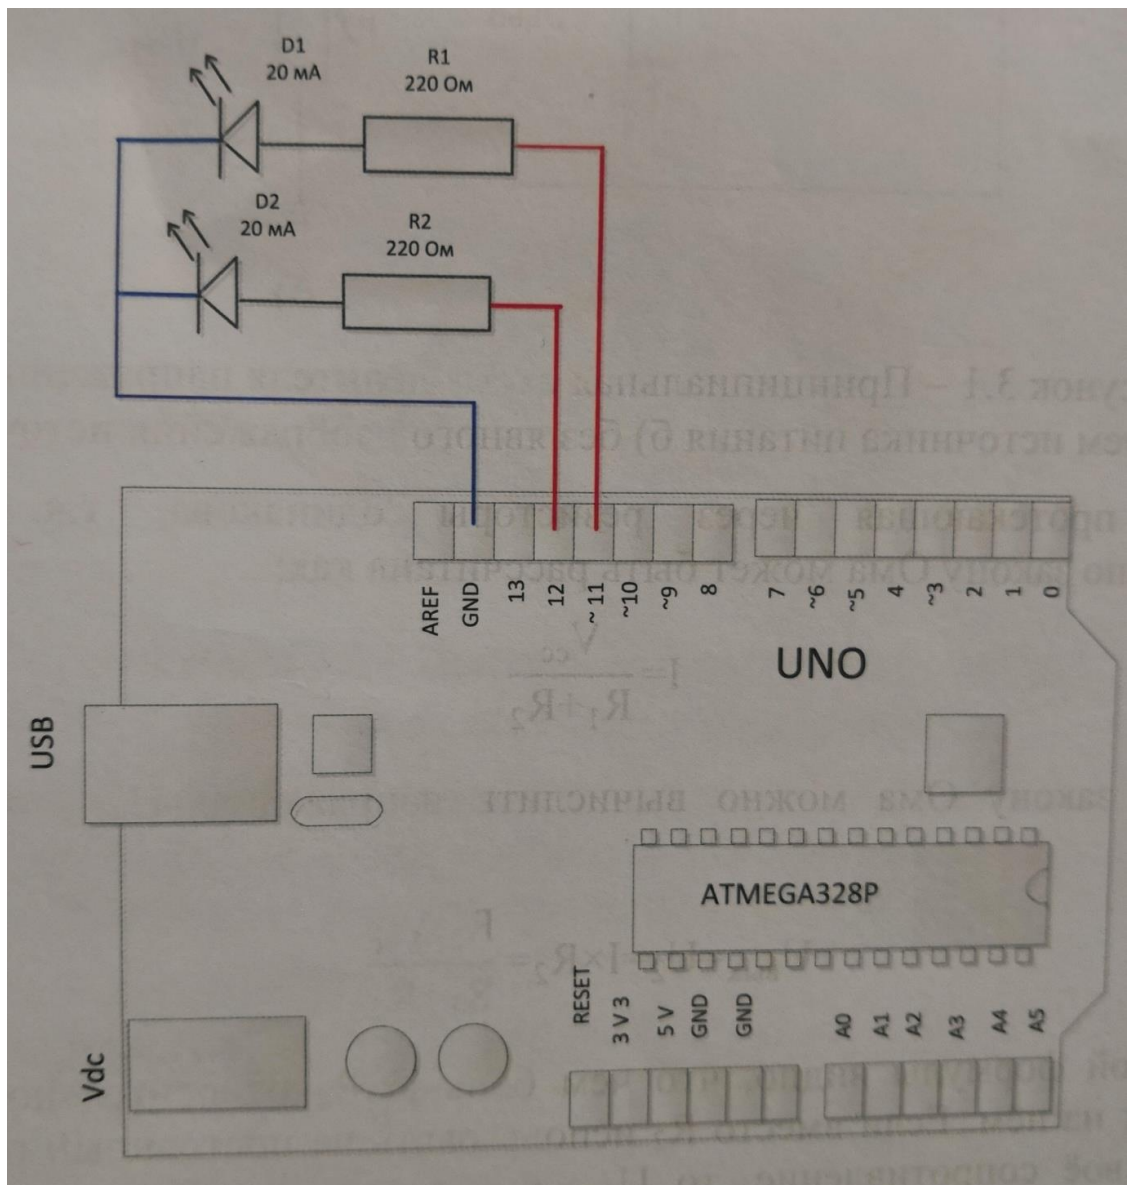 D1
20 мА
R1
220 Ом
D2
20 мА
R2
220 Ом
AREF
GND
13
12
~11
~10
~9
8
7
~6
~5
4
~3
2
1
0
UNO
USB
ATMEGA328P
Vdc
RESET
3 V 3
5 V
GND
GND
A0
A1
A2
A3
A4
A5